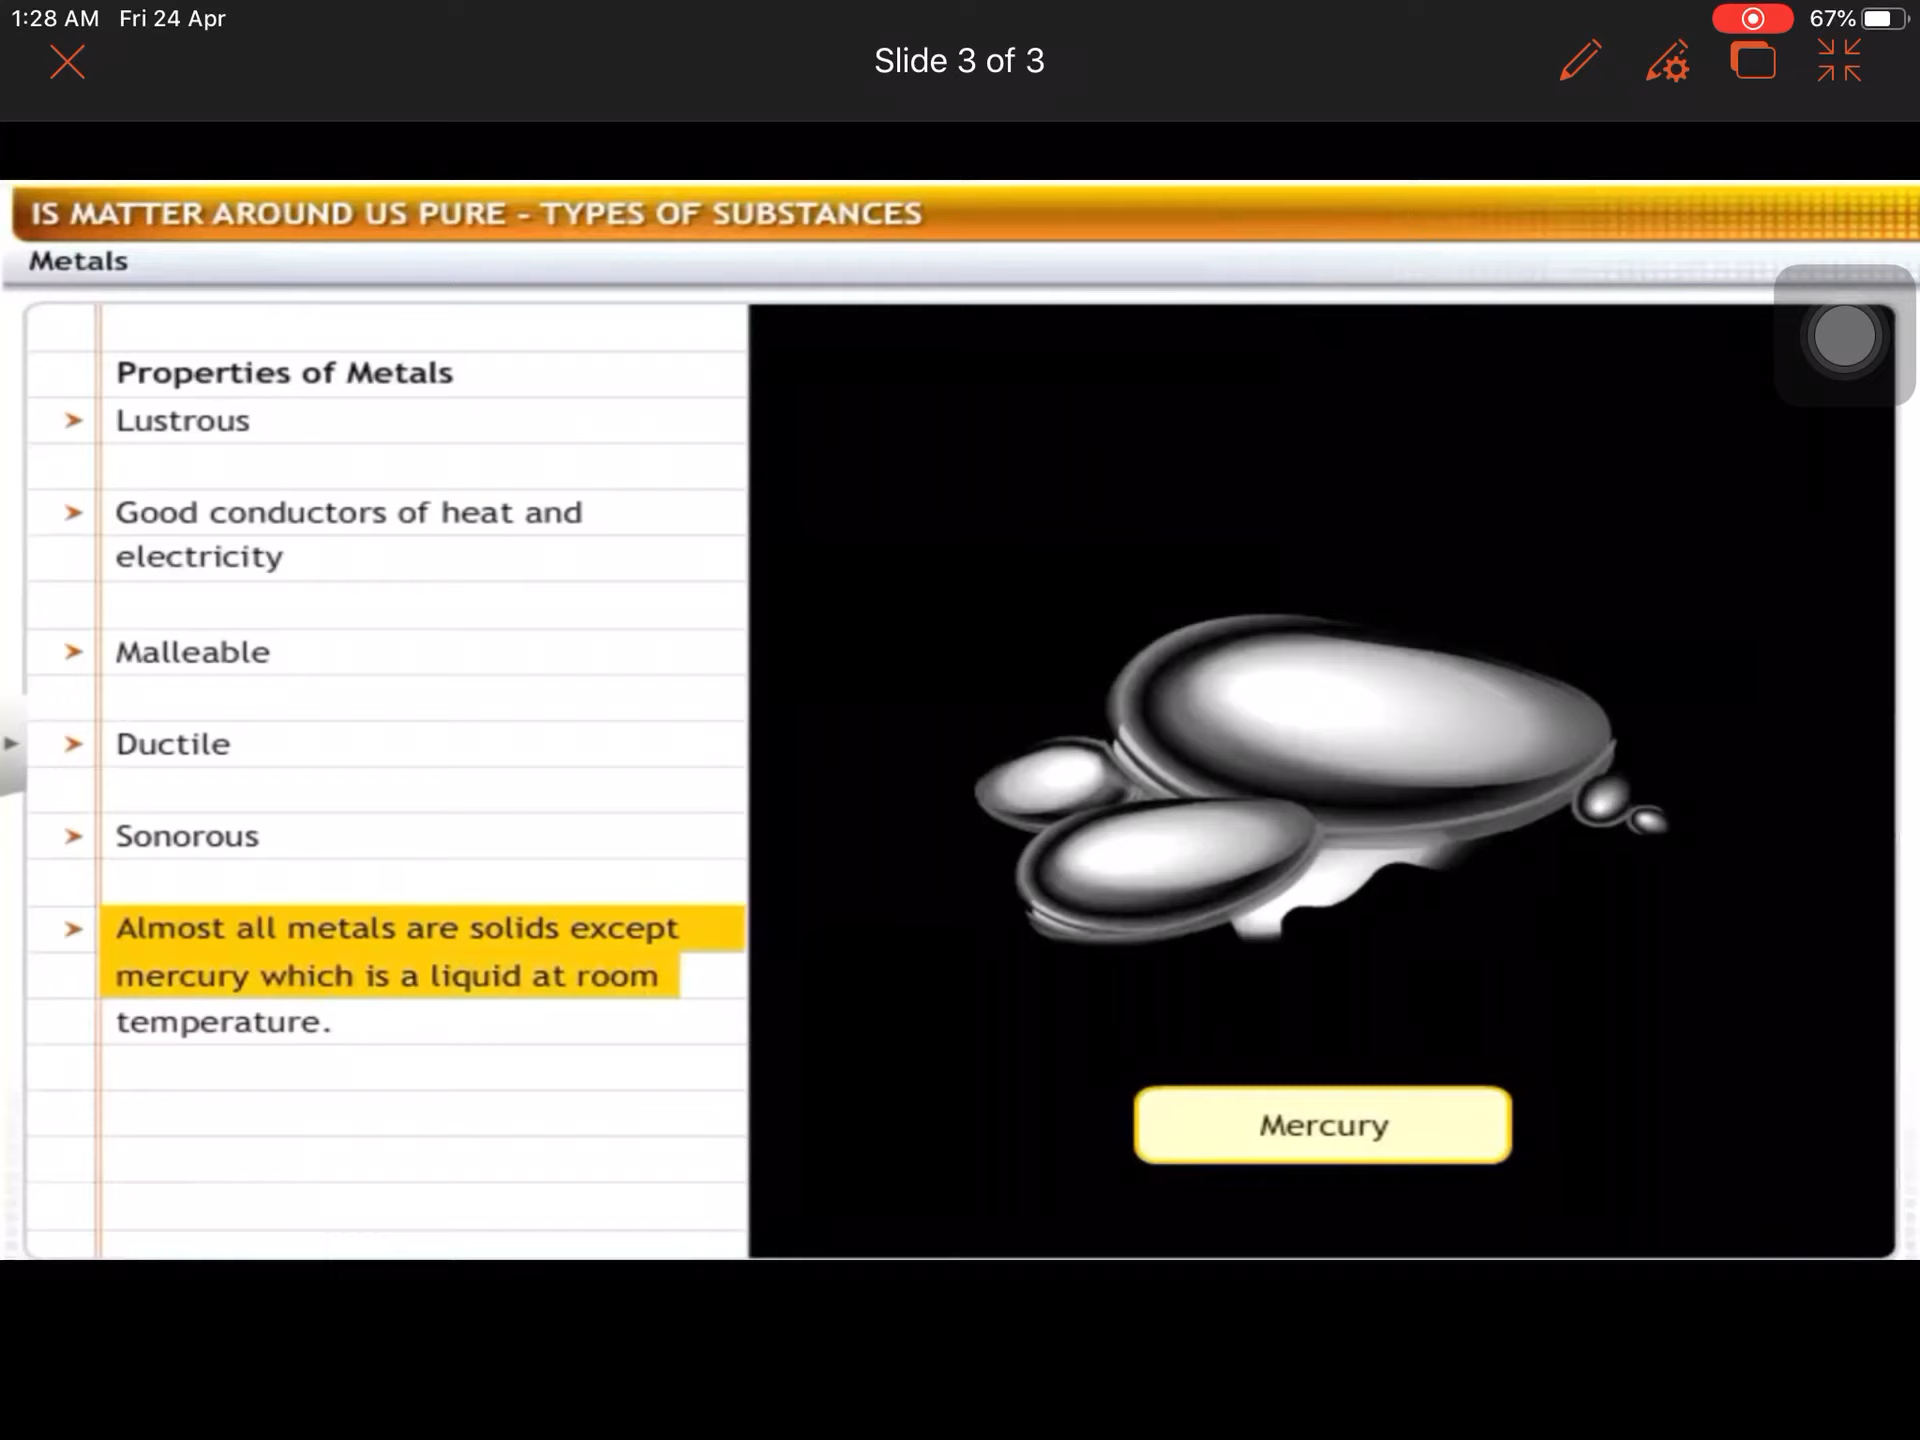 1:28 AM Fri 24 Apr
67%
Slide 3 of 3
IS MATTER AROUND US PURE - TYPES OF SUBSTANCES
Metals
Properties of Metals
Lustrous
Good conductors of heat and
electricity
Malleable
Ductile
Sonorous
Almost all metals are solids except
mercury which is a liquid at room
temperature.
Mercury